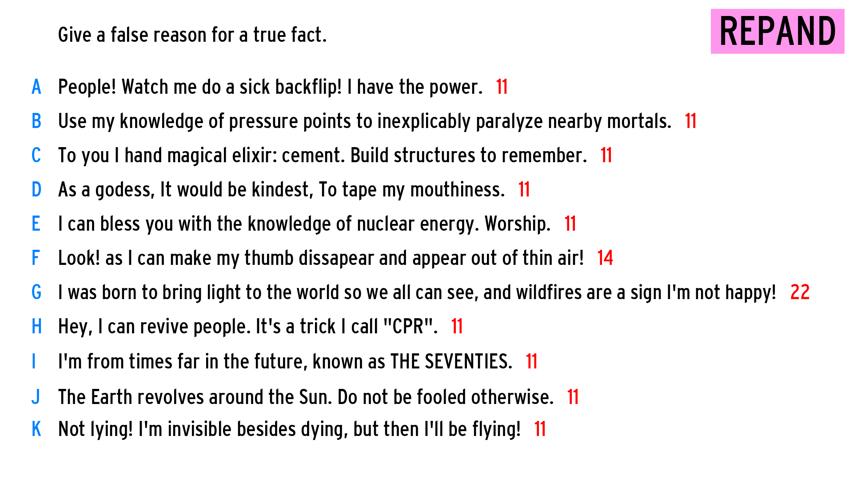 Give a false reason for a true fact.
REPAND
A People! Watch me do a sick backflip! I have the power. 11
B Use my knowledge of pressure points to inexplicably paralyze nearby mortals. 11
C To you I hand magical elixir: cement. Build structures to remember. 11
D As a godess, It would be kindest, To tape my mouthiness. 11
E I can bless you with the knowledge of nuclear energy. Worship. 11
F Look! as I can make my thumb dissapear and appear out of thin air! 14
G I was born to bring light to the world so we all can see, and wildfires are a sign I'm not happy! 22
H Hey, I can revive people. It's a trick I call "CPR". 11
I I'm from times far in the future, known as THE SEVENTIES. 11
J The Earth revolves around the Sun. Do not be fooled otherwise. 11
K Not lying! I'm invisible besides dying, but then I'll be flying! 11